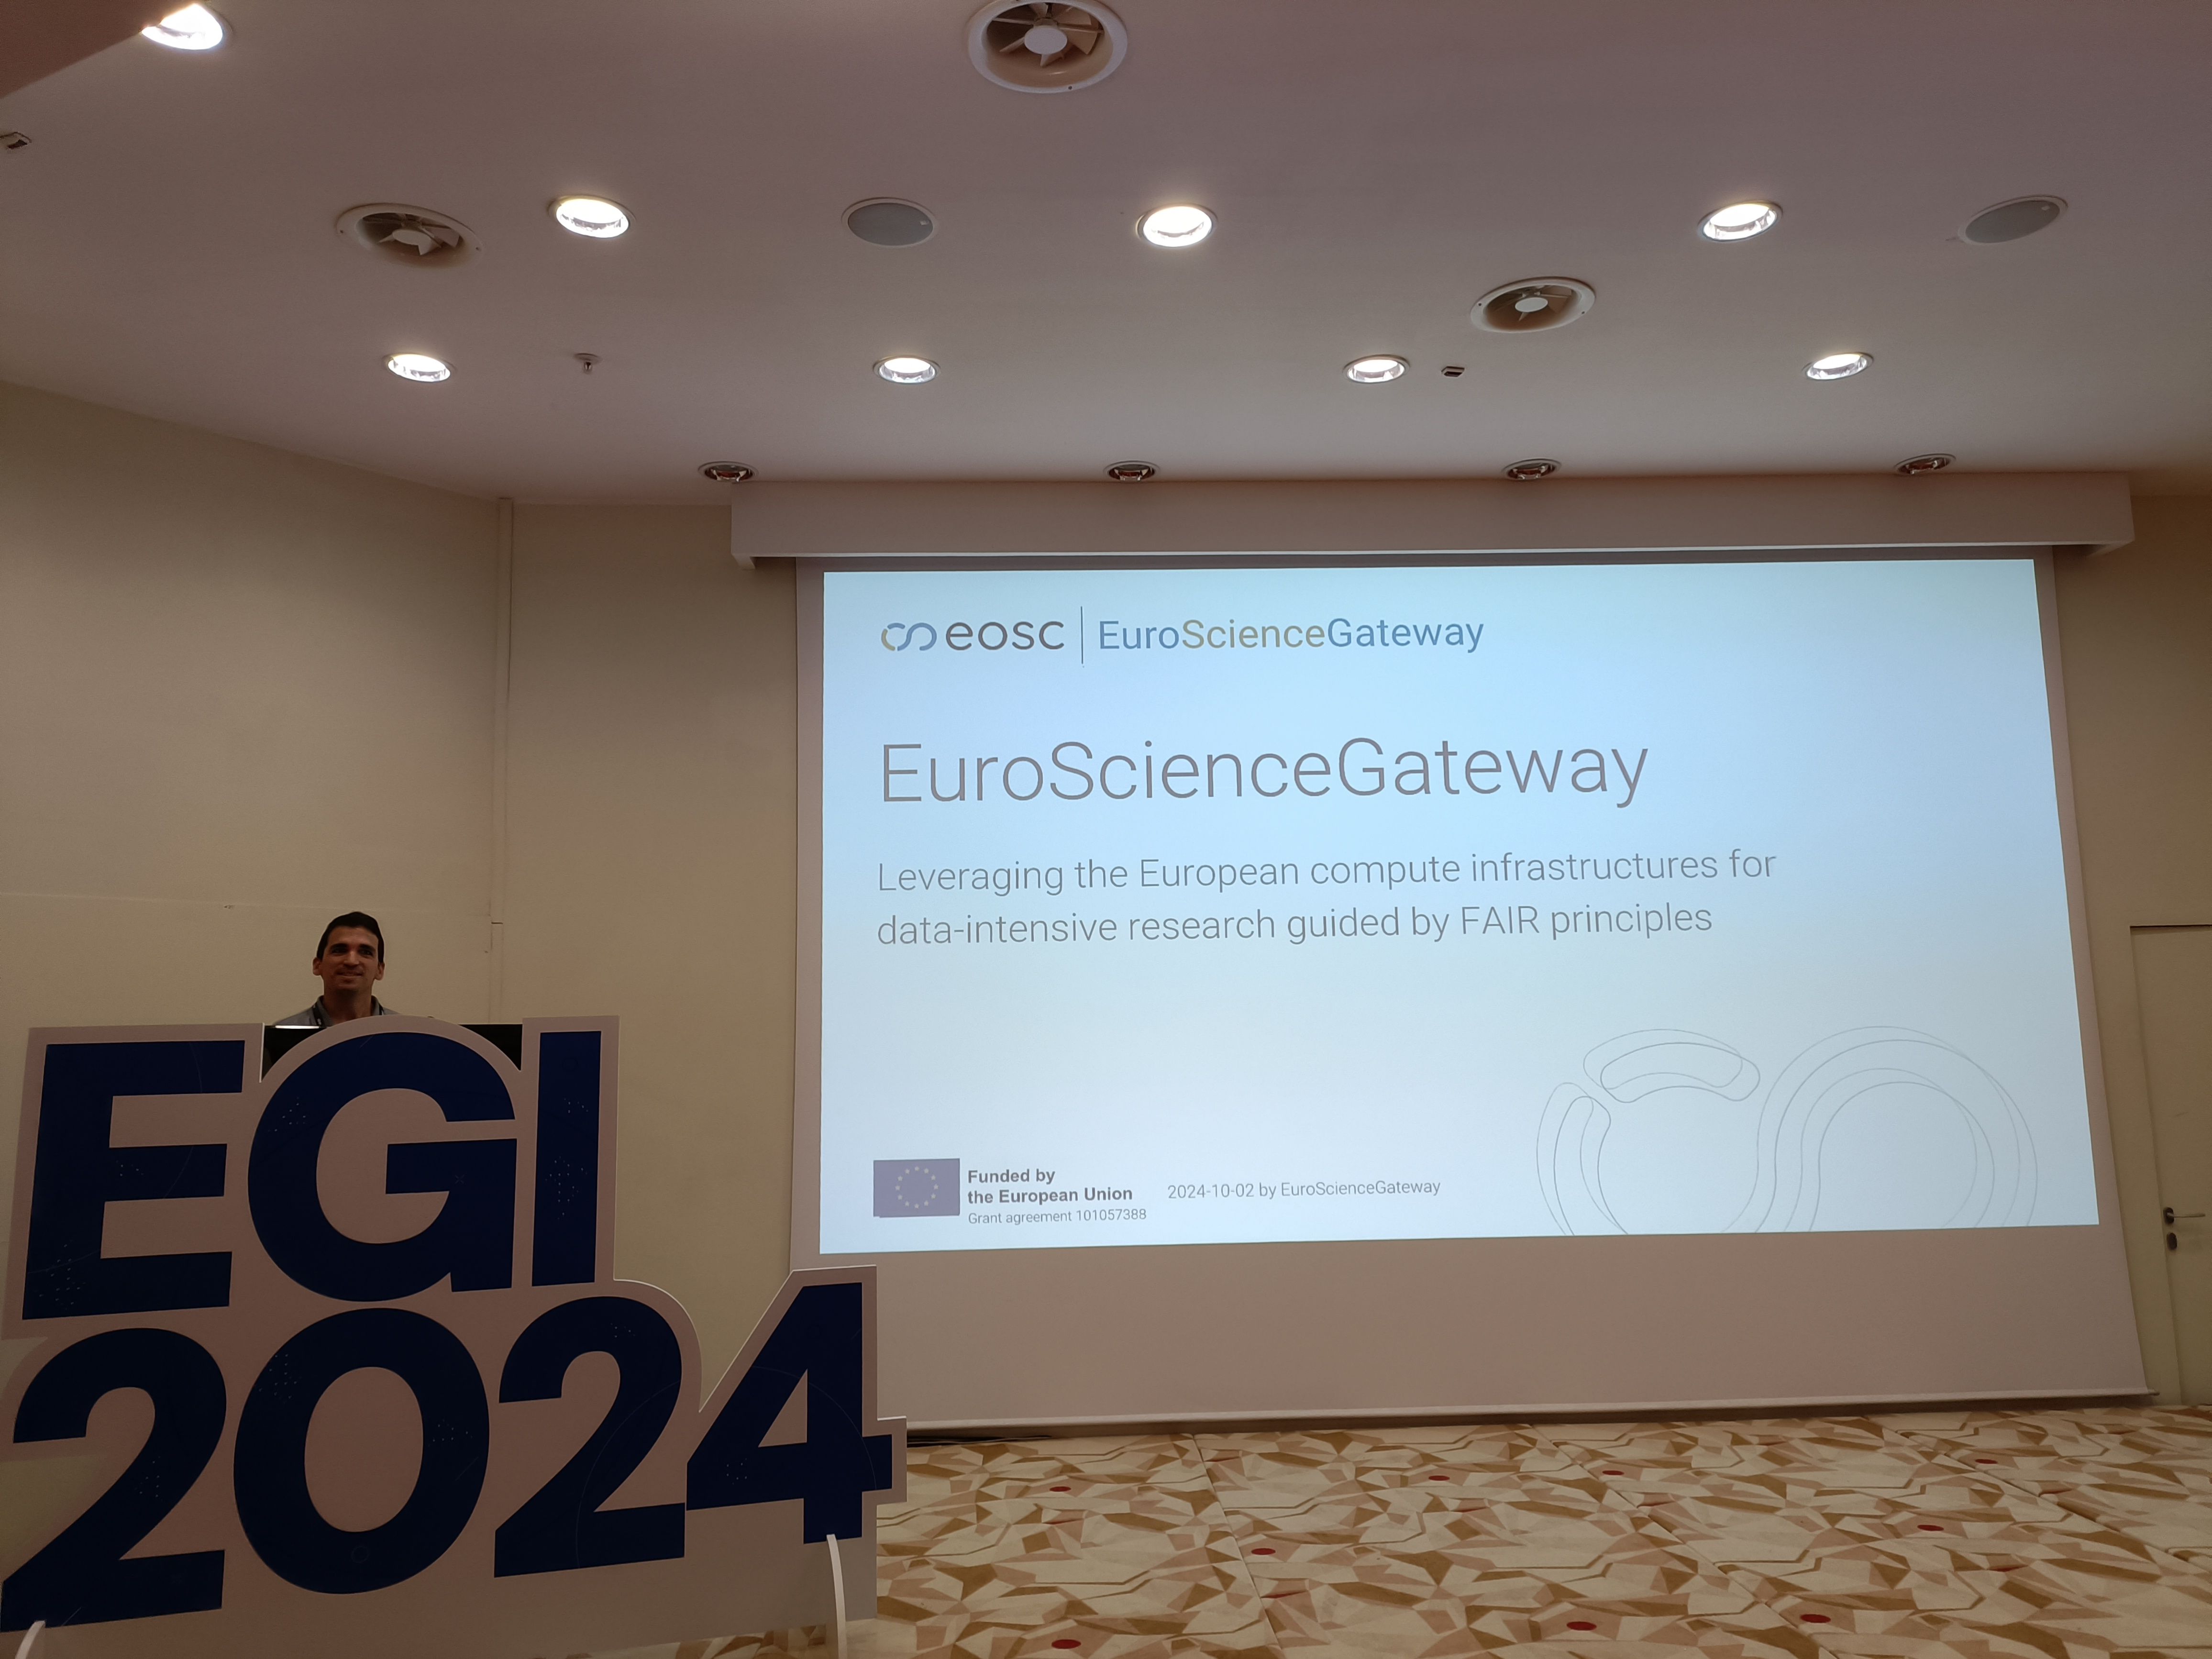 eosc | EuroScienceGateway
EuroScienceGateway
Leveraging the European compute infrastructures for
data-intensive research guided by FAIR principles
Funded by
the European Union
Grant agreement 101057388
2024-10-02 by EuroScienceGateway
EGI
2024